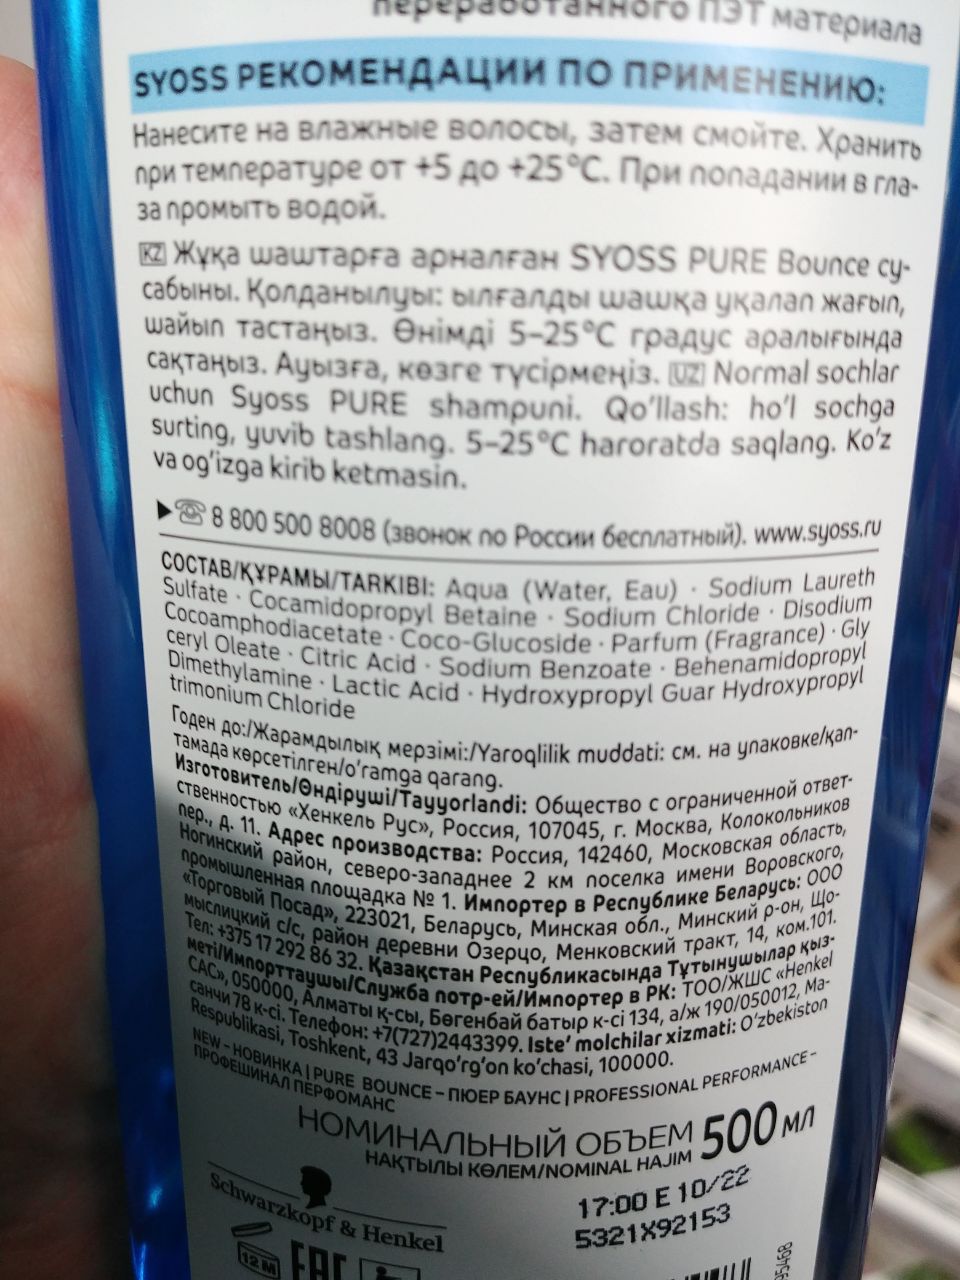 переработанного ПЭТ материала
SYOSS РЕКОМЕНДАЦИИ ПО ПРИМЕНЕНИЮ:
Нанесите на влажные волосы, затем смойте. Хранить
при температуре от +5 до +25°C. При попадании в гла-
за промыть водой.
KZ Жұқа шаштарға арналған SYOSS PURE Bounce су-
сабыны. Қолданылуы: ылғалды шашқа уқалап жағып,
шайып тастаңыз. Өнімді 5–25°C градус аралығында
сақтаңыз. Ауызға, көзге түсірмеңіз. UZ Normal sochlar
uchun Syoss PURE shampuni. Qo‘llash: ho‘l sochga
surting, yuvib tashlang. 5–25°C haroratda saqlang. Ko‘z
va og‘izga kirib ketmasin.
8 800 500 8008 (звонок по России бесплатный). www.syoss.ru
СОСТАВ/ҚҰРАМЫ/TARKIBI: Aqua (Water, Eau) · Sodium Laureth
Sulfate · Cocamidopropyl Betaine · Sodium Chloride · Disodium
Cocoamphodiacetate · Coco-Glucoside · Parfum (Fragrance) · Gly
ceryl Oleate · Citric Acid · Sodium Benzoate · Behenamidopropyl
Dimethylamine · Lactic Acid · Hydroxypropyl Guar Hydroxypropyl
trimonium Chloride
Годен до:/Жарамдылық мерзімі:/Yaroqlilik muddati: см. на упаковке/қап-
тамада көрсетілген/o‘ramga qarang.
Изготовитель/Өндіруші/Tayyorlandi: Общество с ограниченной ответ-
ственностью «Хенкель Рус», Россия, 107045, г. Москва, Колокольников
пер., д. 11. Адрес производства: Россия, 142460, Московская область,
Ногинский район, северо-западнее 2 км поселка имени Воровского,
промышленная площадка № 1. Импортер в Республике Беларусь: ООО
«Торговый Посад», 223021, Беларусь, Минская обл., Минский р-он, Що-
мыслицкий с/с, район деревни Озерцо, Менковский тракт, 14, ком.101.
Тел: +375 17 292 86 32. Қазақстан Республикасында Тұтынушылар қыз-
меті/Импорттаушы/Служба потр-ей/Импортер в РК: ТОО/ЖШС «Henkel
САС», 050000, Алматы қ-сы, Бөгенбай батыр к-сі 134, а/ж 190/050012, Ма-
санчи 78 к-сі. Телефон: +7(727)2443399. Iste’ molchilar xizmati: O‘zbekiston
Respublikasi, Toshkent, 43 Jarqo‘rg‘on ko‘chasi, 100000.
NEW – НОВИНКА | PURE BOUNCE – ПЮЕР БАУНС | PROFESSIONAL PERFORMANCE –
ПРОФЕШИНАЛ ПЕРФОМАНС
НОМИНАЛЬНЫЙ ОБЪЕМ 500 МЛ
НАҚТЫЛЫ КӨЛЕМ/NOMINAL HAJIM
17:00 E 10/22
5321X92153
Schwarzkopf & Henkel
12 M
EAC